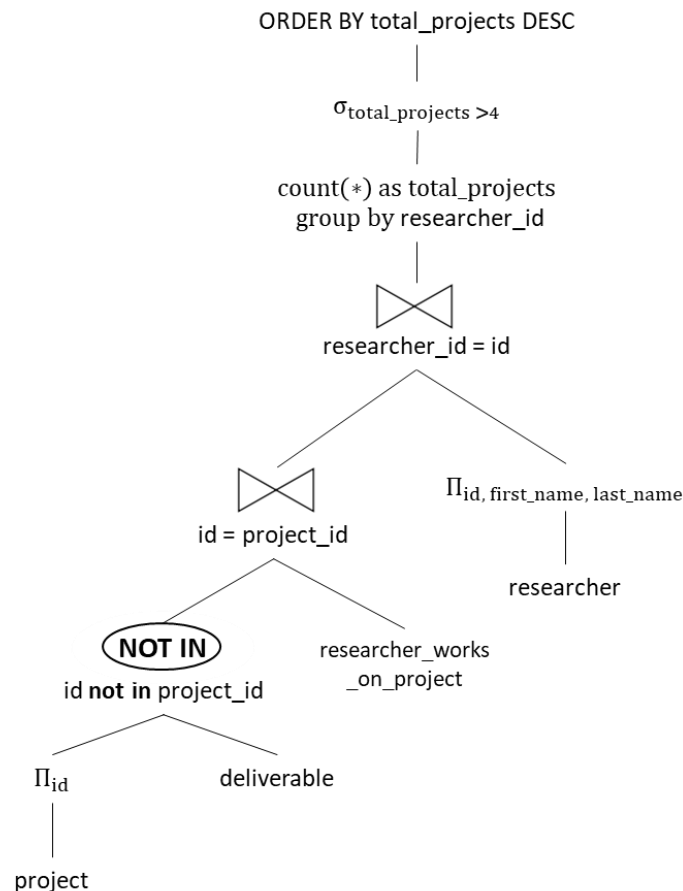 ORDER BY total_projects DESC
σtotal_projects >4
count(*) as total_projects
group by researcher_id
researcher_id = id
id = project_id
Πid, first_name, last_name
researcher
NOT IN
id not in project_id
researcher_works
_on_project
Πid
deliverable
project